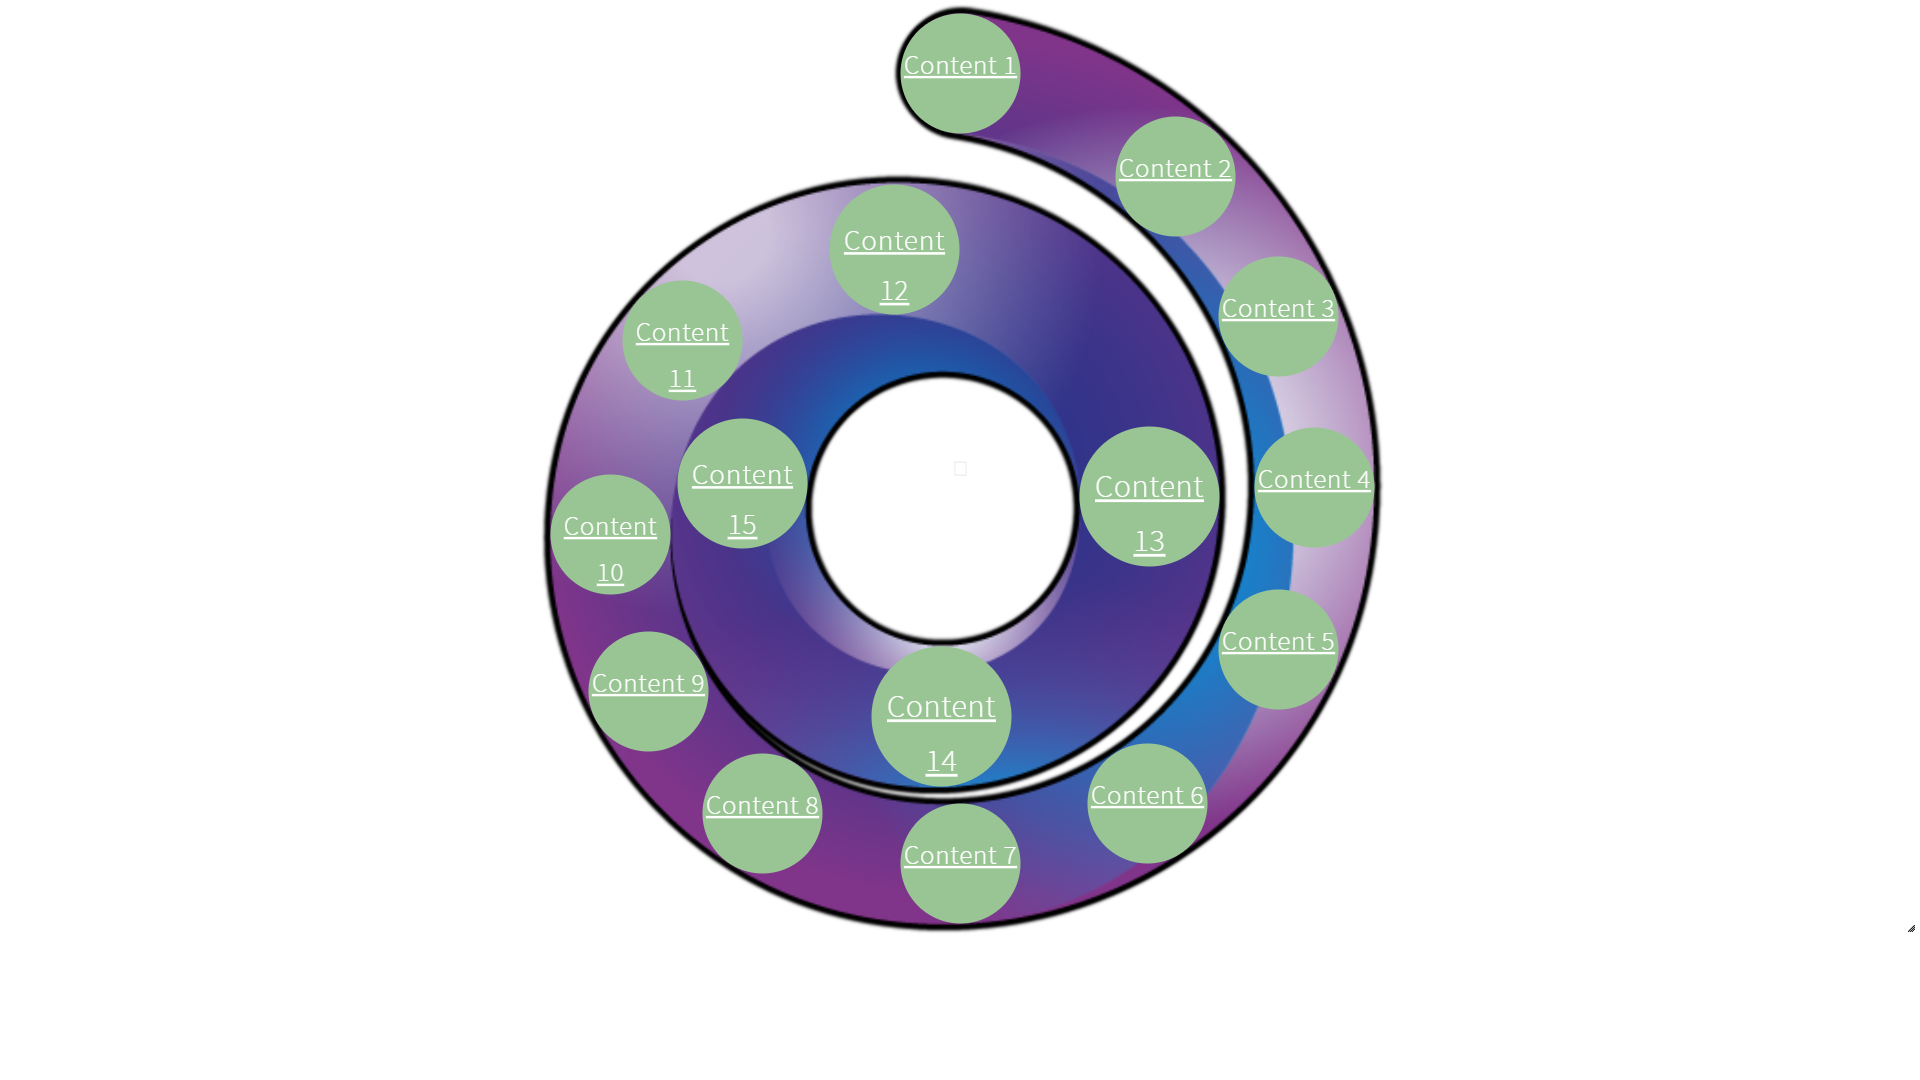 Content 1
Content 2
Content 3
Content 4
Content 5
Content 6
Content 7
Content 8
Content 9
Content
10
Content
11
Content
12
Content
13
Content
14
Content
15